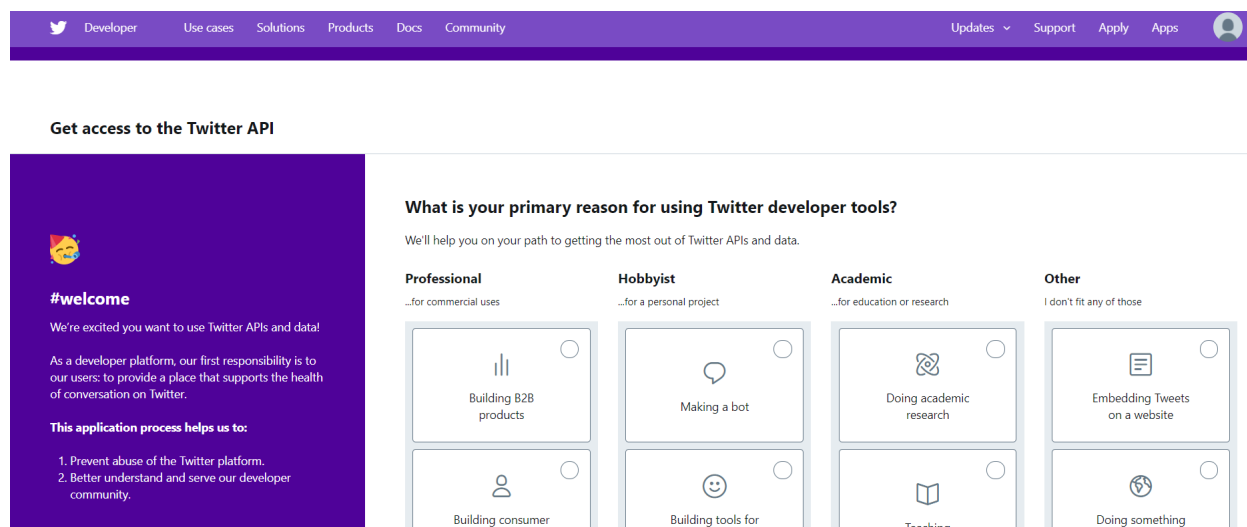 Developer Use cases Solutions Products Docs Community Updates Support Apply Apps
Get access to the Twitter API
#welcome
We're excited you want to use Twitter APIs and data!
As a developer platform, our first responsibility is to
our users: to provide a place that supports the health
of conversation on Twitter.
This application process helps us to:
1. Prevent abuse of the Twitter platform.
2. Better understand and serve our developer
community.
What is your primary reason for using Twitter developer tools?
We'll help you on your path to getting the most out of Twitter APIs and data.
Professional
...for commercial uses
Building B2B
products
Building consumer
Hobbyist
...for a personal project
Making a bot
Building tools for
Academic
...for education or research
Doing academic
research
Teaching
Other
I don't fit any of those
Embedding Tweets
on a website
Doing something